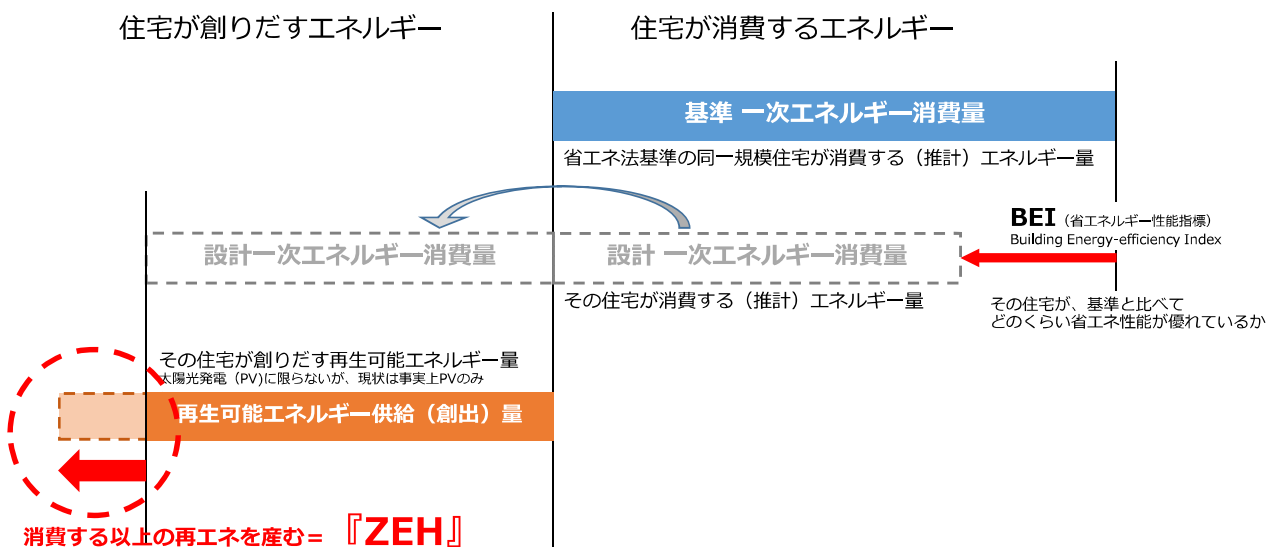 住宅が創りだすエネルギー
住宅が消費するエネルギー
基準 一次エネルギー消費量
省エネ法基準の同一規模住宅が消費する（推計）エネルギー量
BEI（省エネルギー性能指標）
Building Energy-efficiency Index
設計一次エネルギー消費量
設計 一次エネルギー消費量
その住宅が消費する（推計）エネルギー量
その住宅が、基準と比べて
どのくらい省エネ性能が優れているか
その住宅が創りだす再生可能エネルギー量
太陽光発電（PV)に限らないが、現状は事実上PVのみ
再生可能エネルギー供給（創出）量
消費する以上の再エネを産む＝『ZEH』